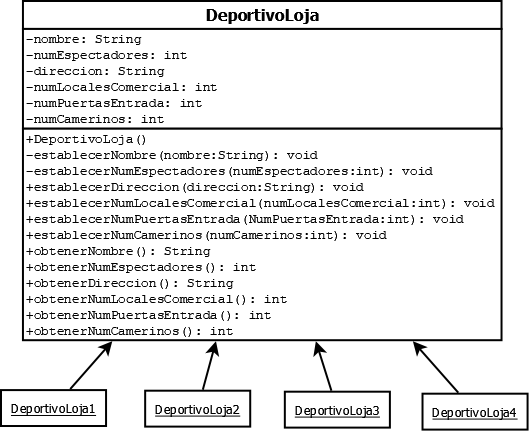 DeportivoLoja
-nombre: String
-numEspectadores: int
-direccion: String
-numLocalesComercial: int
-numPuertasEntrada: int
-numCamerinos: int
+DeportivoLoja()
-establecerNombre(nombre:String): void
-establecerNumEspectadores(numEspectadores:int): void
+establecerDireccion(direccion:String): void
+establecerNumLocalesComercial(numLocalesComercial:int): void
+establecerNumPuertasEntrada(NumPuertasEntrada:int): void
+establecerNumCamerinos(numCamerinos:int): void
+obtenerNombre(): String
+obtenerNumEspectadores(): int
+obtenerDireccion(): String
+obtenerNumLocalesComercial(): int
+obtenerNumPuertasEntrada(): int
+obtenerNumCamerinos(): int
DeportivoLoja1
DeportivoLoja2
DeportivoLoja3
DeportivoLoja4